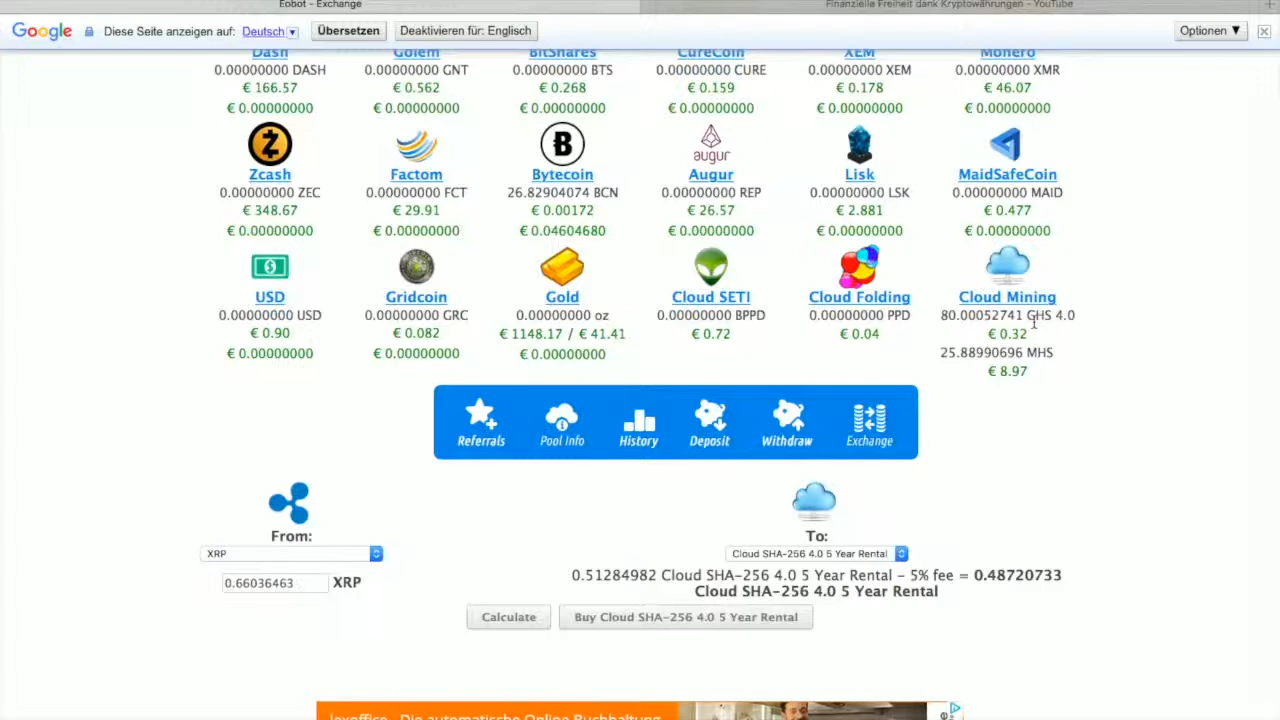 Eobot - Exchange
Finanzielle Freiheit dank Kryptowährungen - YouTube
Google Diese Seite anzeigen auf: Deutsch Übersetzen Deaktivieren für: Englisch Optionen
Dash Golem BitShares CureCoin XEM Monero
0.00000000 DASH 0.00000000 GNT 0.00000000 BTS 0.00000000 CURE 0.00000000 XEM 0.00000000 XMR
€ 166.57 € 0.562 € 0.268 € 0.159 € 0.178 € 46.07
€ 0.00000000 € 0.00000000 € 0.00000000 € 0.00000000 € 0.00000000 € 0.00000000
augur
Zcash Factom Bytecoin Augur Lisk MaidSafeCoin
0.00000000 ZEC 0.00000000 FCT 26.82904074 BCN 0.00000000 REP 0.00000000 LSK 0.00000000 MAID
€ 348.67 € 29.91 € 0.00172 € 26.57 € 2.881 € 0.477
€ 0.00000000 € 0.00000000 € 0.04604680 € 0.00000000 € 0.00000000 € 0.00000000
USD Gridcoin Gold Cloud SETI Cloud Folding Cloud Mining
0.00000000 USD 0.00000000 GRC 0.00000000 oz 0.00000000 BPPD 0.00000000 PPD 80.00052741 GHS 4.0
€ 0.90 € 0.082 € 1148.17 / € 41.41 € 0.72 € 0.04 € 0.32
€ 0.00000000 € 0.00000000 € 0.00000000 25.88990696 MHS
€ 8.97
Referrals Pool Info History Deposit Withdraw Exchange
From: To:
XRP Cloud SHA-256 4.0 5 Year Rental
0.66036463 XRP 0.51284982 Cloud SHA-256 4.0 5 Year Rental - 5% fee = 0.48720733
Cloud SHA-256 4.0 5 Year Rental
Calculate Buy Cloud SHA-256 4.0 5 Year Rental
lexoffice - Die automatische Online Buchhaltung